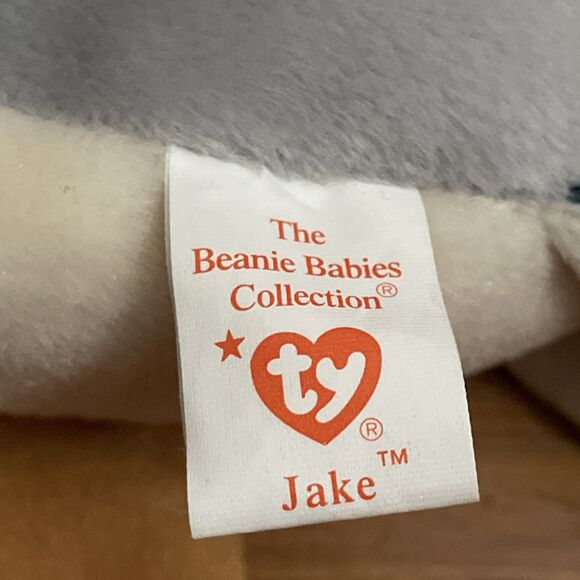 The
Beanie Babies
Collection®
★ ty ®
Jake™